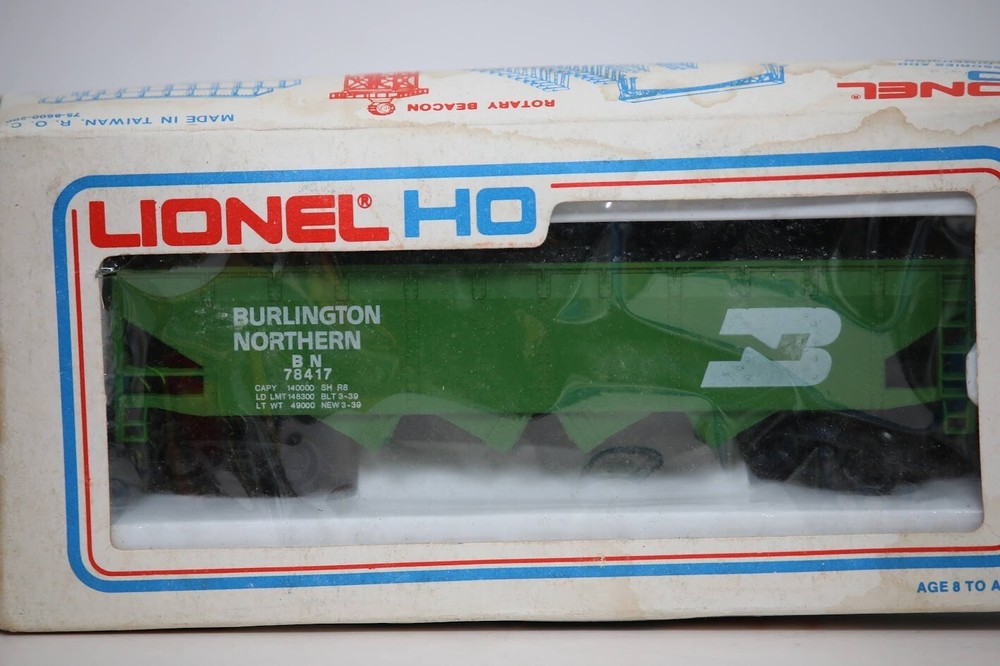 MADE IN TAIWAN, R. O. C.
ROTARY BEACON
LIONEL®
LIONEL® HO
BURLINGTON
NORTHERN
B N
78417
CAPY 140000 SH R8
LD LMT 148300 BLT 3-39
LT WT 49000 NEW 3-39
AGE 8 TO